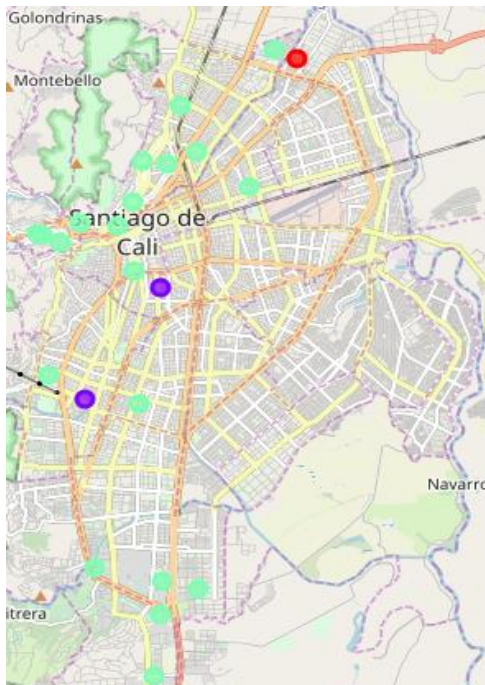 Golondrinas
Montebello
Santiago de
Cali
Navarro
itrera